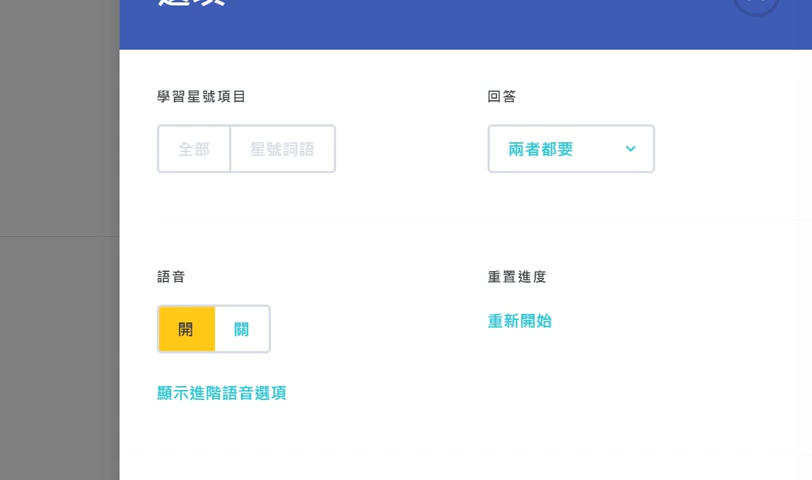 學習星號項目
回答
全部 星號詞語
兩者都要
語音
重置進度
開 關
重新開始
顯示進階語音選項